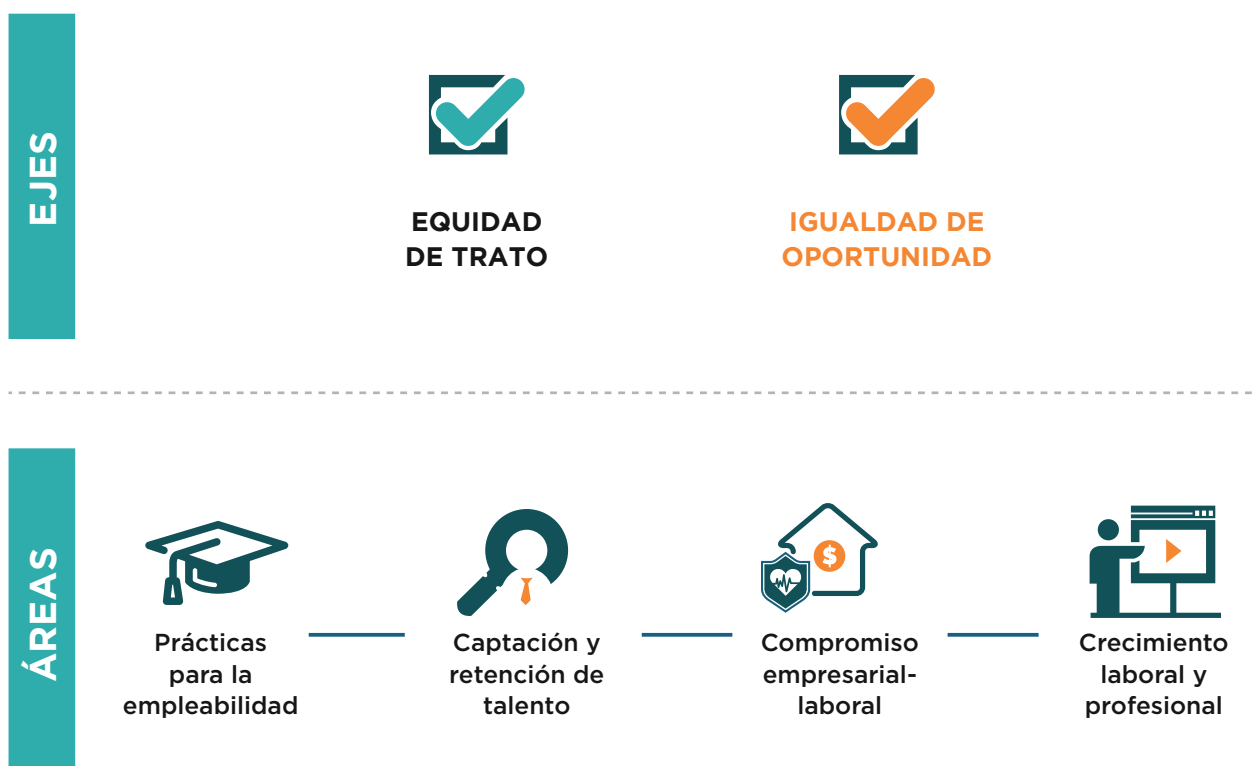 EJES
EQUIDAD
DE TRATO
IGUALDAD DE
OPORTUNIDAD
ÁREAS
$
Prácticas
para la
empleabilidad
Captación y
retención de
talento
Compromiso
empresarial-
laboral
Crecimiento
laboral y
profesional